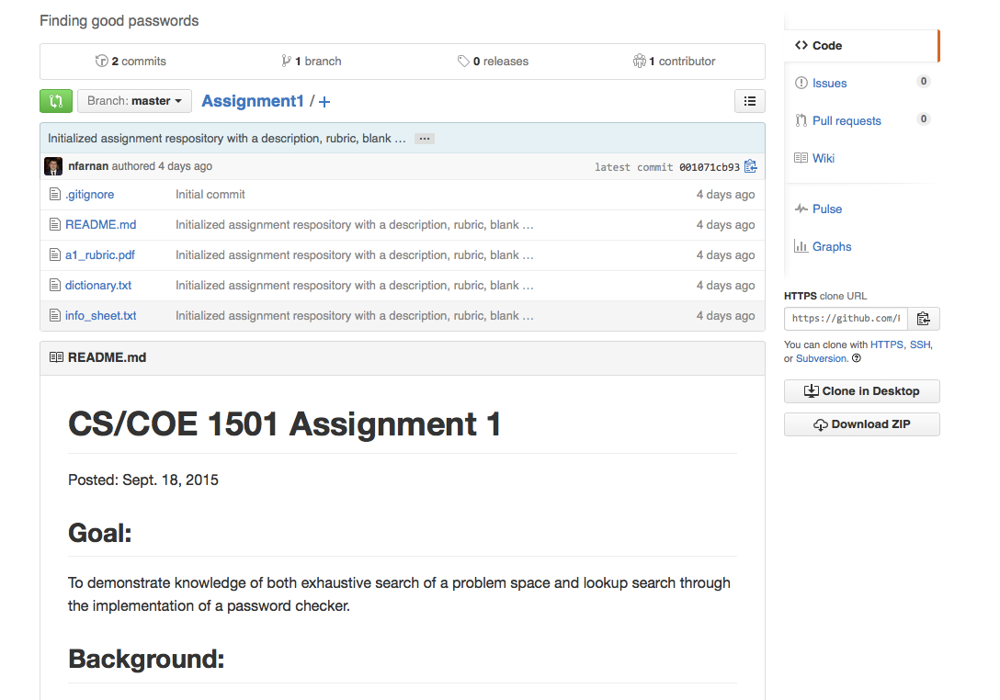 Finding good passwords
2 commits 1 branch 0 releases 1 contributor
Branch: master Assignment1 / +
Initialized assignment respository with a description, rubric, blank … …
nfarnan authored 4 days ago latest commit 001071cb93
.gitignore Initial commit 4 days ago
README.md Initialized assignment respository with a description, rubric, blank … 4 days ago
a1_rubric.pdf Initialized assignment respository with a description, rubric, blank … 4 days ago
dictionary.txt Initialized assignment respository with a description, rubric, blank … 4 days ago
info_sheet.txt Initialized assignment respository with a description, rubric, blank … 4 days ago
README.md
CS/COE 1501 Assignment 1
Posted: Sept. 18, 2015
Goal:
To demonstrate knowledge of both exhaustive search of a problem space and lookup search through
the implementation of a password checker.
Background:
Code
Issues 0
Pull requests 0
Wiki
Pulse
Graphs
HTTPS clone URL
https://github.com/
You can clone with HTTPS, SSH,
or Subversion.
Clone in Desktop
Download ZIP